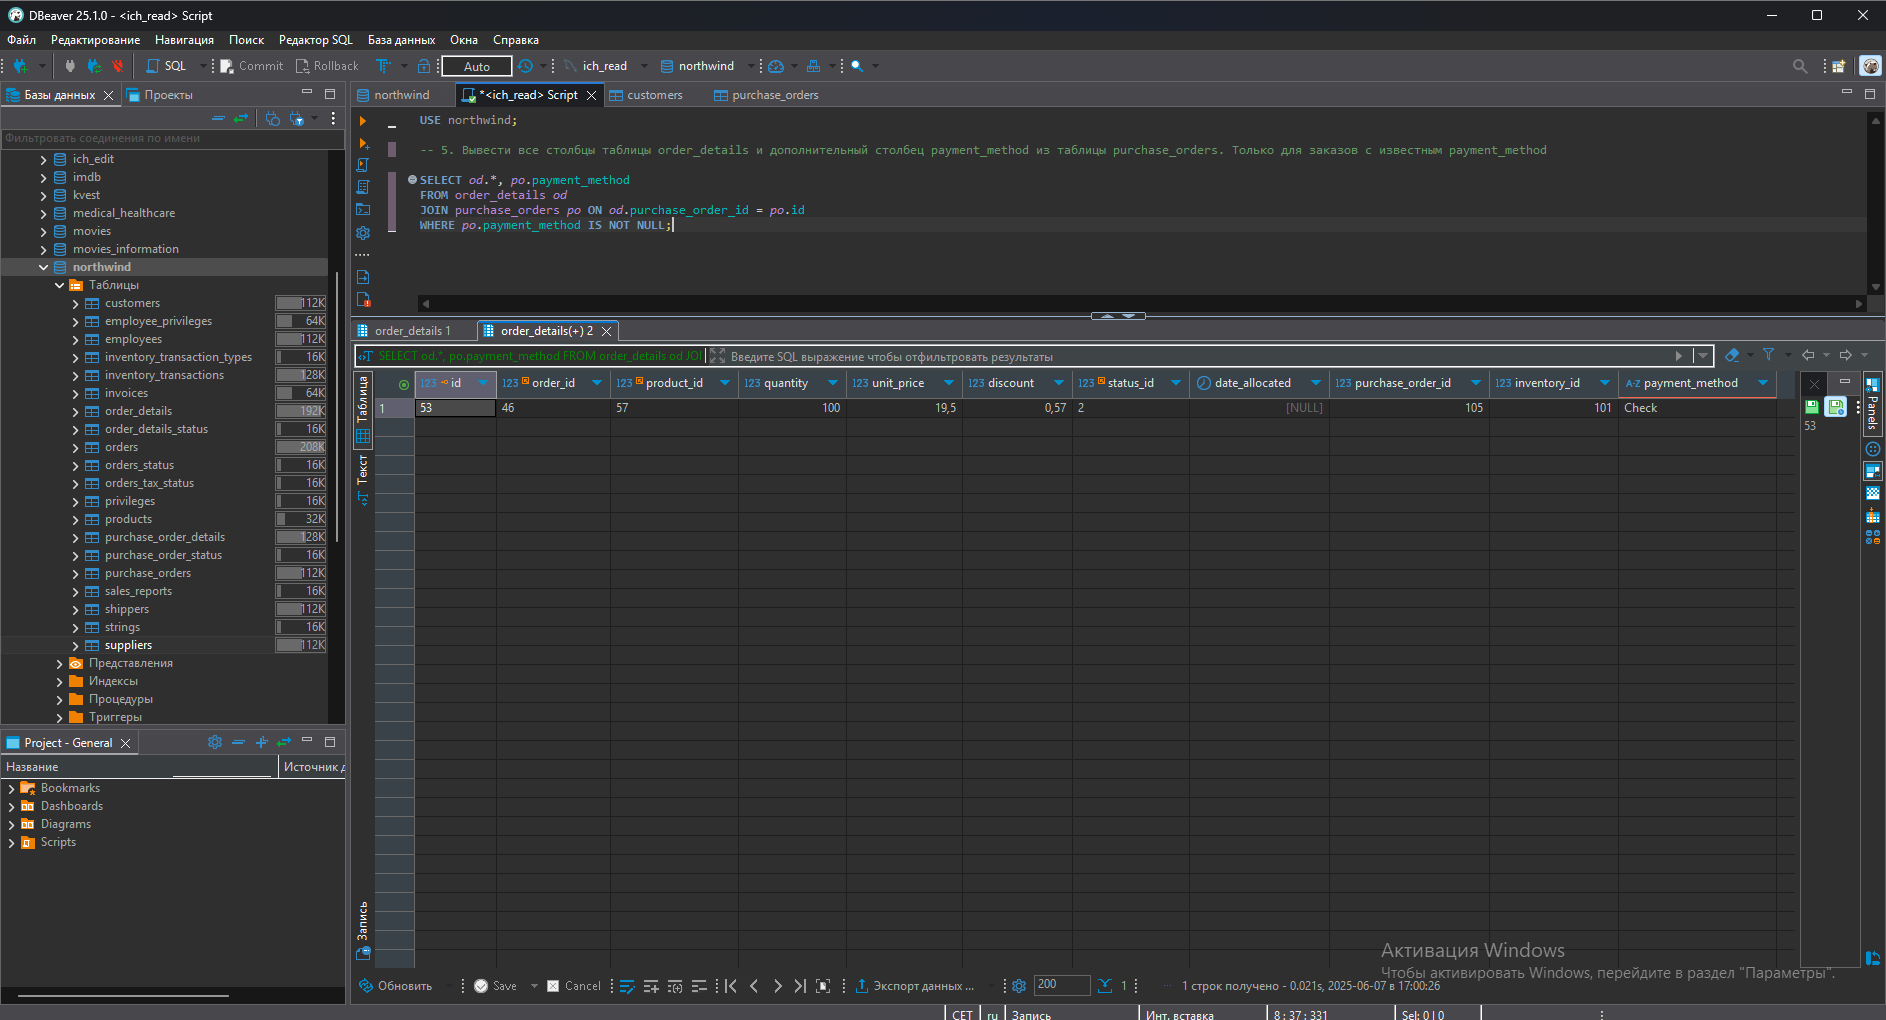 DBeaver 25.1.0 - <ich_read> Script
Файл Редактирование Навигация Поиск Редактор SQL База данных Окна Справка
SQL Commit Rollback Auto ich_read northwind
Базы данных Проекты
Фильтровать соединения по имени
ich_edit
imdb
kvest
medical_healthcare
movies
movies_information
northwind
Таблицы
customers 112K
employee_privileges 64K
employees 112K
inventory_transaction_types 16K
inventory_transactions 128K
invoices 64K
order_details 192K
order_details_status 16K
orders 208K
orders_status 16K
orders_tax_status 16K
privileges 16K
products 32K
purchase_order_details 128K
purchase_order_status 16K
purchase_orders 112K
sales_reports 16K
shippers 112K
strings 16K
suppliers 112K
Представления
Индексы
Процедуры
Триггеры
Project - General
Название Источник д
Bookmarks
Dashboards
Diagrams
Scripts
northwind *<ich_read> Script customers purchase_orders
USE northwind;
-- 5. Вывести все столбцы таблицы order_details и дополнительный столбец payment_method из таблицы purchase_orders. Только для заказов с известным payment_method
SELECT od.*, po.payment_method
FROM order_details od
JOIN purchase_orders po ON od.purchase_order_id = po.id
WHERE po.payment_method IS NOT NULL;
order_details 1 order_details(+) 2
SELECT od.*, po.payment_method FROM order_details od JOI Введите SQL выражение чтобы отфильтровать результаты
Таблица
Текст
Запись
123 id 123 order_id 123 product_id 123 quantity 123 unit_price 123 discount 123 status_id date_allocated 123 purchase_order_id 123 inventory_id A-Z payment_method
1 53 46 57 100 19,5 0,57 2 [NULL] 105 101 Check
53
Panels
Активация Windows
Чтобы активировать Windows, перейдите в раздел "Параметры".
Обновить Save Cancel Экспорт данных ... 200 1 1 строк получено - 0.021s, 2025-06-07 в 17:00:26
CET ru Запись Инт. вставка 8 : 37 : 331 Sel: 0 | 0